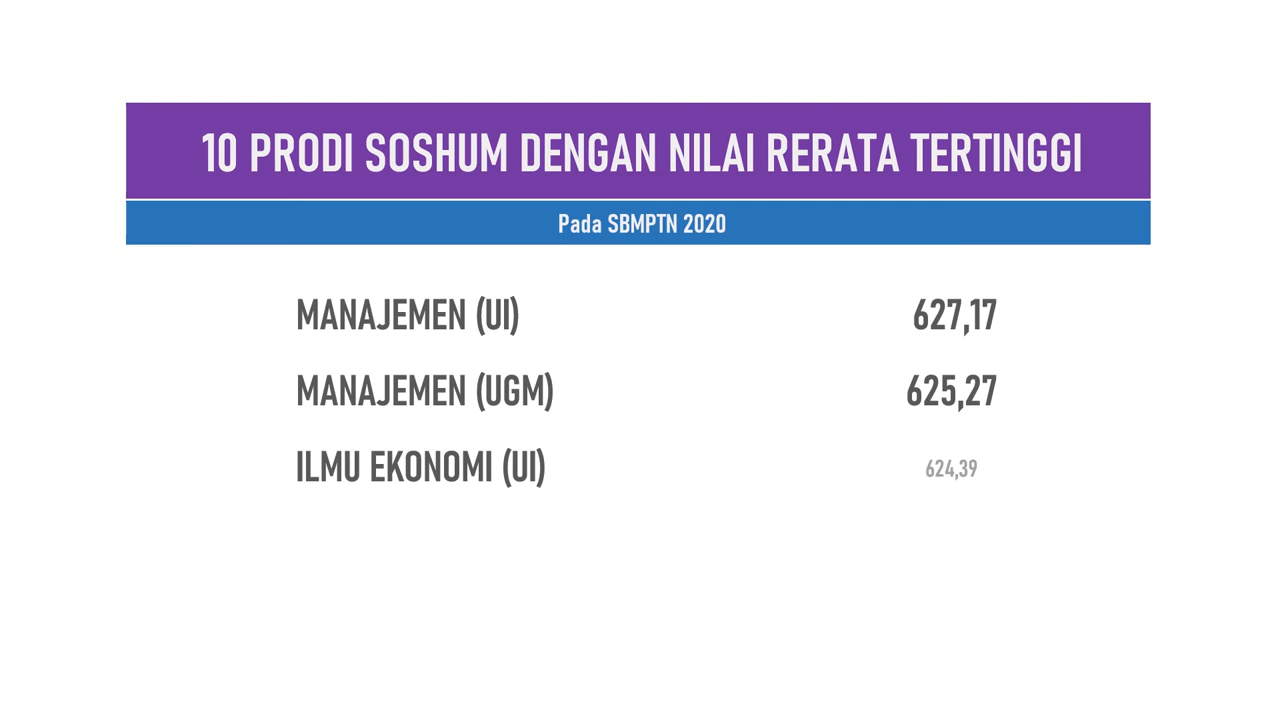 10 PRODI SOSHUM DENGAN NILAI RERATA TERTINGGI
Pada SBMPTN 2020
MANAJEMEN (UI) 627,17
MANAJEMEN (UGM) 625,27
ILMU EKONOMI (UI) 624,39